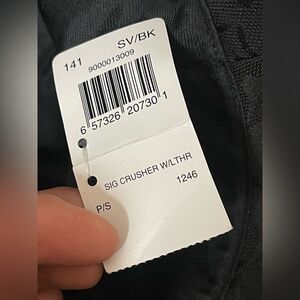 141 SV/BK
9000013009
6 57326 20730 1
SIG CRUSHER W/LTHR
P/S 1246